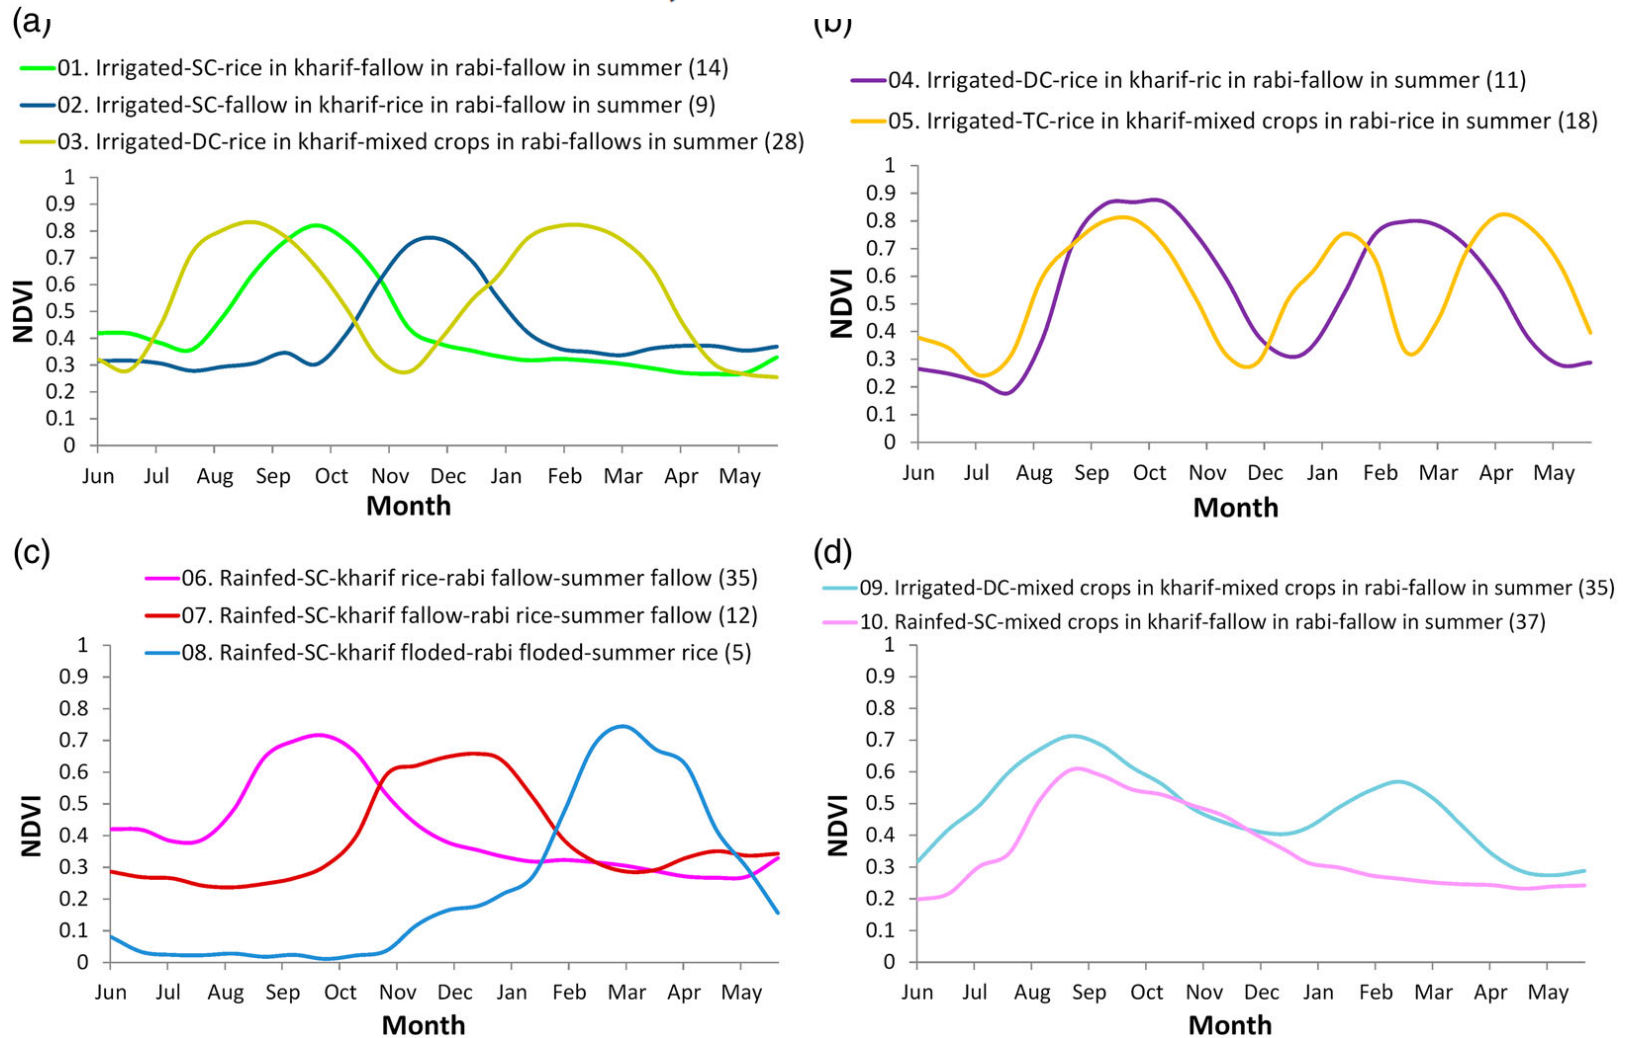 (a)
01. Irrigated-SC-rice in kharif-fallow in rabi-fallow in summer (14)
02. Irrigated-SC-fallow in kharif-rice in rabi-fallow in summer (9)
03. Irrigated-DC-rice in kharif-mixed crops in rabi-fallows in summer (28)
1
0.9
0.8
0.7
0.6
0.5
0.4
0.3
0.2
0.1
0
NDVI
Jun Jul Aug Sep Oct Nov Dec Jan Feb Mar Apr May
Month
(b)
04. Irrigated-DC-rice in kharif-ric in rabi-fallow in summer (11)
05. Irrigated-TC-rice in kharif-mixed crops in rabi-rice in summer (18)
1
0.9
0.8
0.7
0.6
0.5
0.4
0.3
0.2
0.1
0
NDVI
Jun Jul Aug Sep Oct Nov Dec Jan Feb Mar Apr May
Month
(c)
06. Rainfed-SC-kharif rice-rabi fallow-summer fallow (35)
07. Rainfed-SC-kharif fallow-rabi rice-summer fallow (12)
08. Rainfed-SC-kharif floded-rabi floded-summer rice (5)
1
0.9
0.8
0.7
0.6
0.5
0.4
0.3
0.2
0.1
0
NDVI
Jun Jul Aug Sep Oct Nov Dec Jan Feb Mar Apr May
Month
(d)
09. Irrigated-DC-mixed crops in kharif-mixed crops in rabi-fallow in summer (35)
10. Rainfed-SC-mixed crops in kharif-fallow in rabi-fallow in summer (37)
1
0.9
0.8
0.7
0.6
0.5
0.4
0.3
0.2
0.1
0
NDVI
Jun Jul Aug Sep Oct Nov Dec Jan Feb Mar Apr May
Month